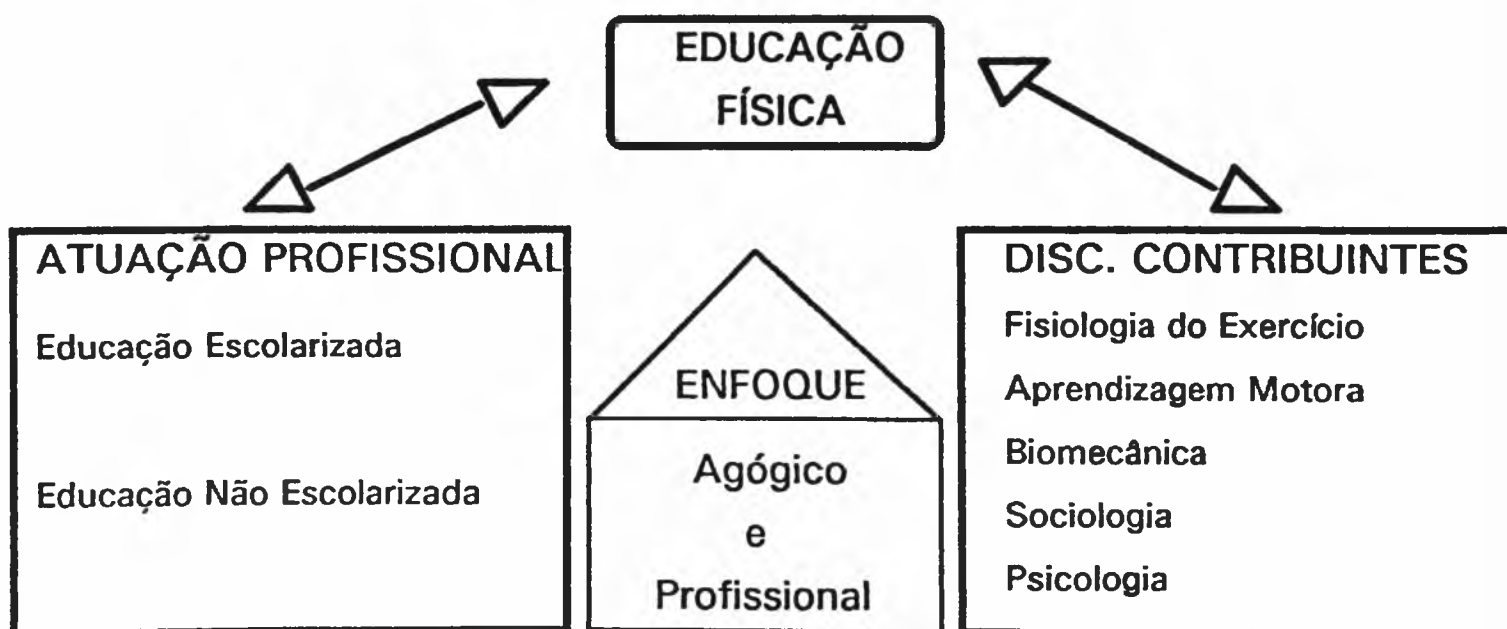 EDUCAÇÃO
FÍSICA
ATUAÇÃO PROFISSIONAL
Educação Escolarizada
Educação Não Escolarizada
ENFOQUE
Agógico
e
Profissional
DISC. CONTRIBUINTES
Fisiologia do Exercício
Aprendizagem Motora
Biomecânica
Sociologia
Psicologia